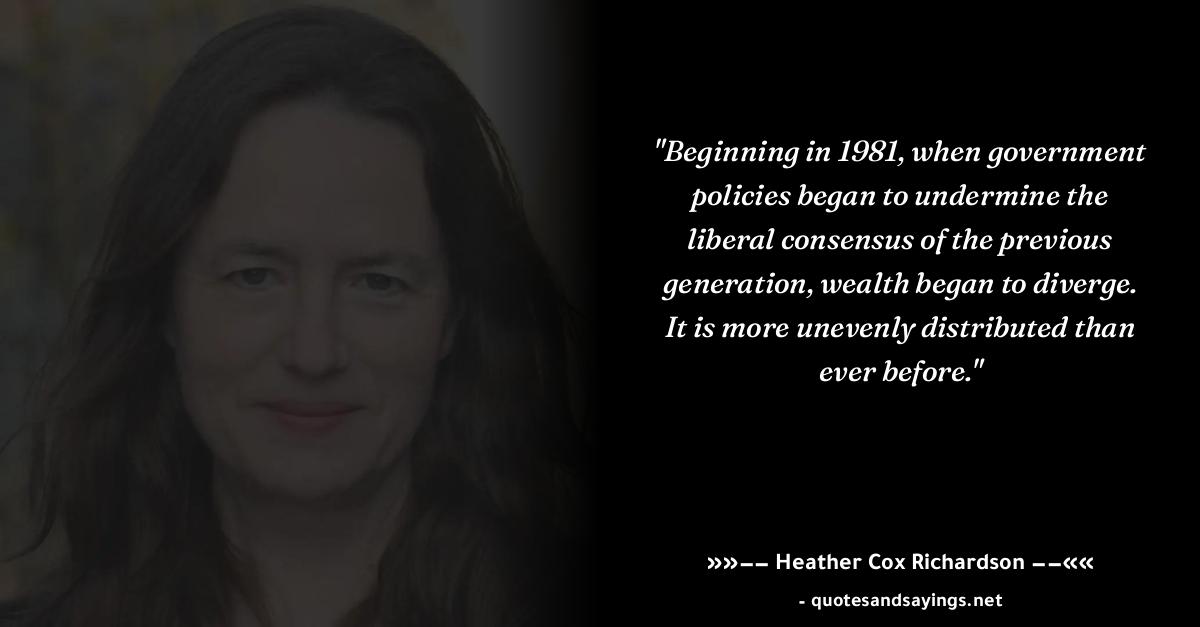 "Beginning in 1981, when government
policies began to undermine the
liberal consensus of the previous
generation, wealth began to diverge.
It is more unevenly distributed than
ever before."
»»−− Heather Cox Richardson −−««
- quotesandsayings.net